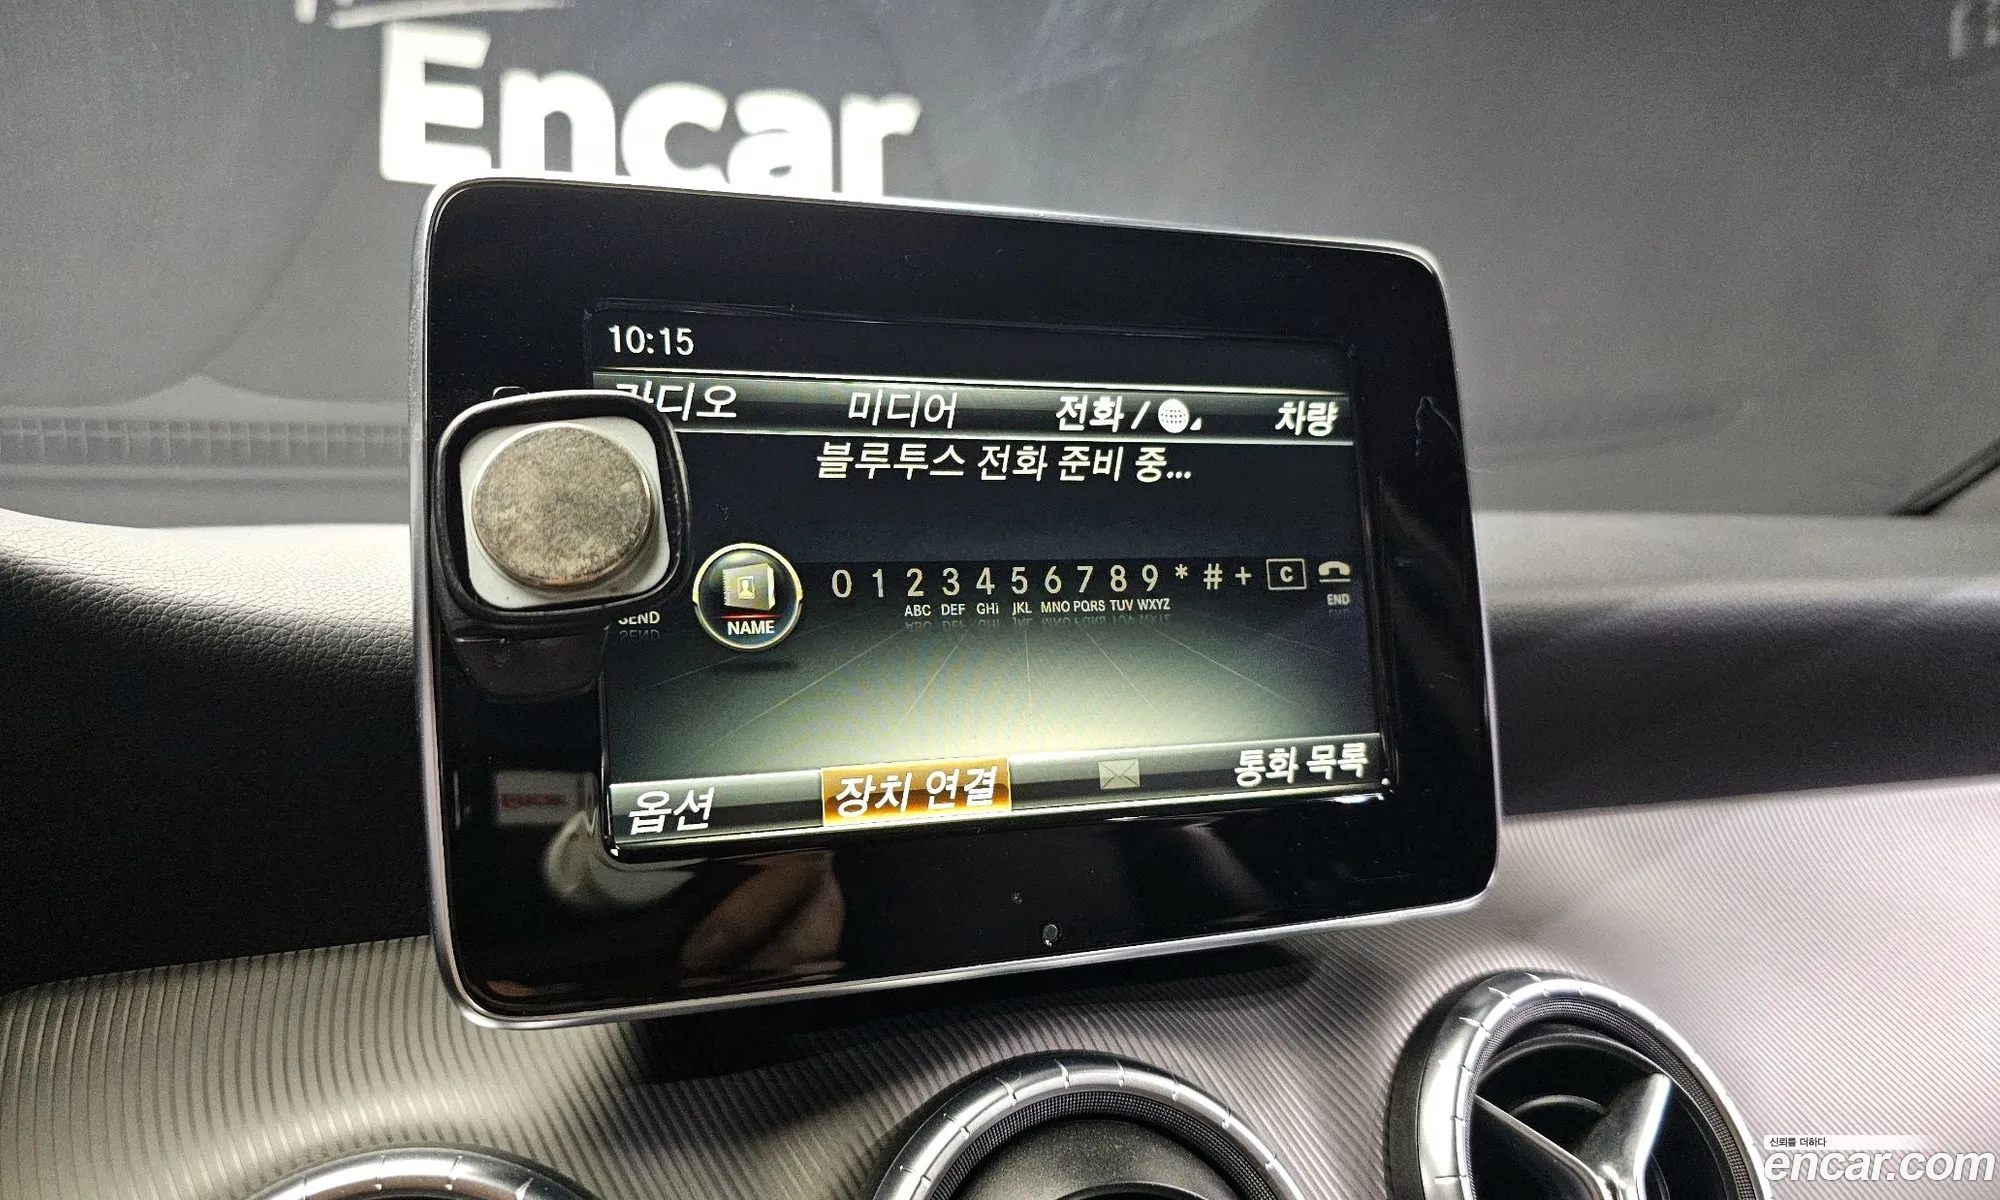 Encar
10:15
라디오 미디어 전화 / 차량
블루투스 전화 준비 중...
SEND NAME 0 1 2 3 4 5 6 7 8 9 * # + C END
ABC DEF GHI JKL MNO PQRS TUV WXYZ
옵션 장치 연결 통화 목록
신뢰를 더하다
encar.com